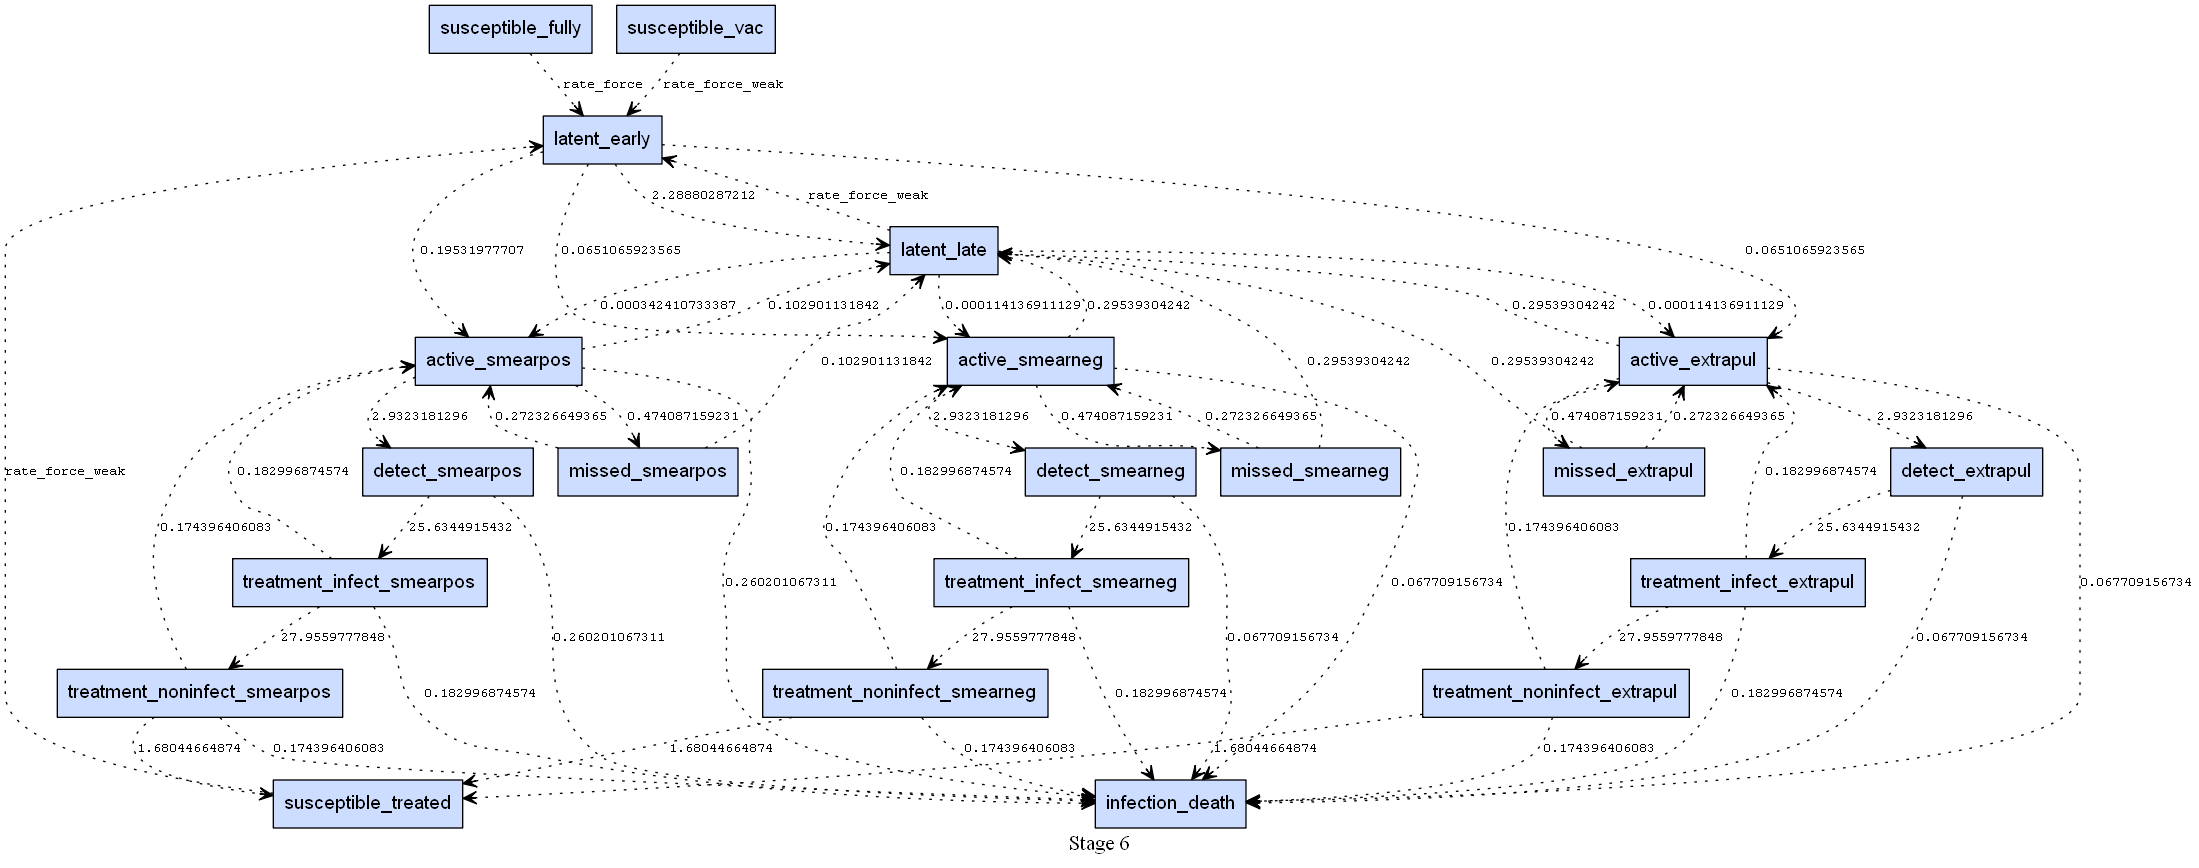 susceptible_fully
susceptible_vac
rate_force
rate_force_weak
latent_early
2.28880287212
rate_force_weak
0.19531977707
0.0651065923565
latent_late
0.0651065923565
0.000342410733387
0.102901131842
0.000114136911129
0.29539304242
0.29539304242
0.000114136911129
active_smearpos
0.102901131842
active_smearneg
0.29539304242
0.29539304242
active_extrapul
2.9323181296
0.272326649365
0.474087159231
2.9323181296
0.474087159231
0.272326649365
0.474087159231
0.272326649365
2.9323181296
rate_force_weak
0.182996874574
detect_smearpos
missed_smearpos
0.182996874574
detect_smearneg
missed_smearneg
missed_extrapul
0.182996874574
detect_extrapul
0.174396406083
25.6344915432
0.174396406083
25.6344915432
0.174396406083
25.6344915432
treatment_infect_smearpos
0.260201067311
treatment_infect_smearneg
0.067709156734
treatment_infect_extrapul
0.067709156734
27.9559777848
0.260201067311
27.9559777848
0.067709156734
27.9559777848
0.067709156734
treatment_noninfect_smearpos
0.182996874574
treatment_noninfect_smearneg
0.182996874574
treatment_noninfect_extrapul
0.182996874574
1.68044664874
0.174396406083
1.68044664874
0.174396406083
1.68044664874
0.174396406083
susceptible_treated
infection_death
Stage 6